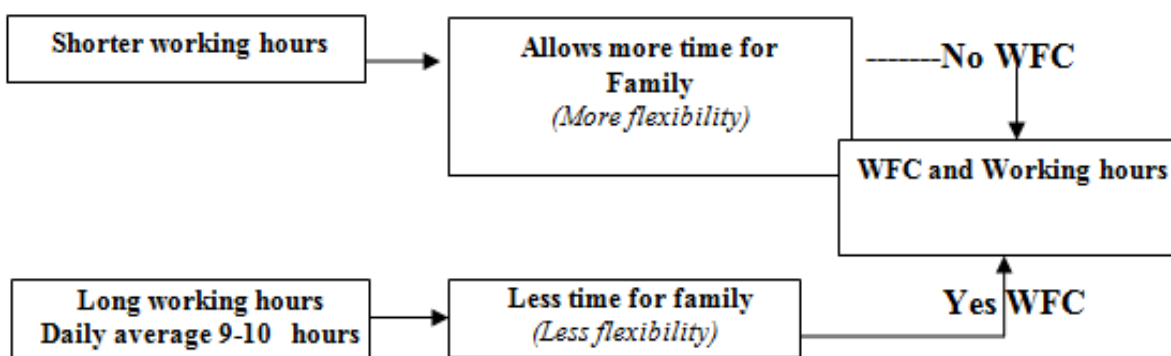 Shorter working hours
Allows more time for
Family
(More flexibility)
-------No WFC
WFC and Working hours
Long working hours
Daily average 9-10 hours
Less time for family
(Less flexibility)
Yes WFC